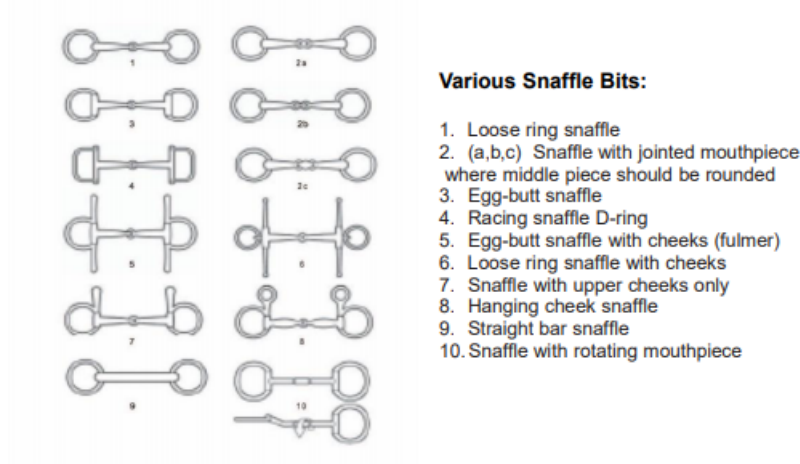 1
2a
3
2b
4
2c
5
6
7
8
9
10
Various Snaffle Bits:
1. Loose ring snaffle
2. (a,b,c) Snaffle with jointed mouthpiece
where middle piece should be rounded
3. Egg-butt snaffle
4. Racing snaffle D-ring
5. Egg-butt snaffle with cheeks (fulmer)
6. Loose ring snaffle with cheeks
7. Snaffle with upper cheeks only
8. Hanging cheek snaffle
9. Straight bar snaffle
10. Snaffle with rotating mouthpiece